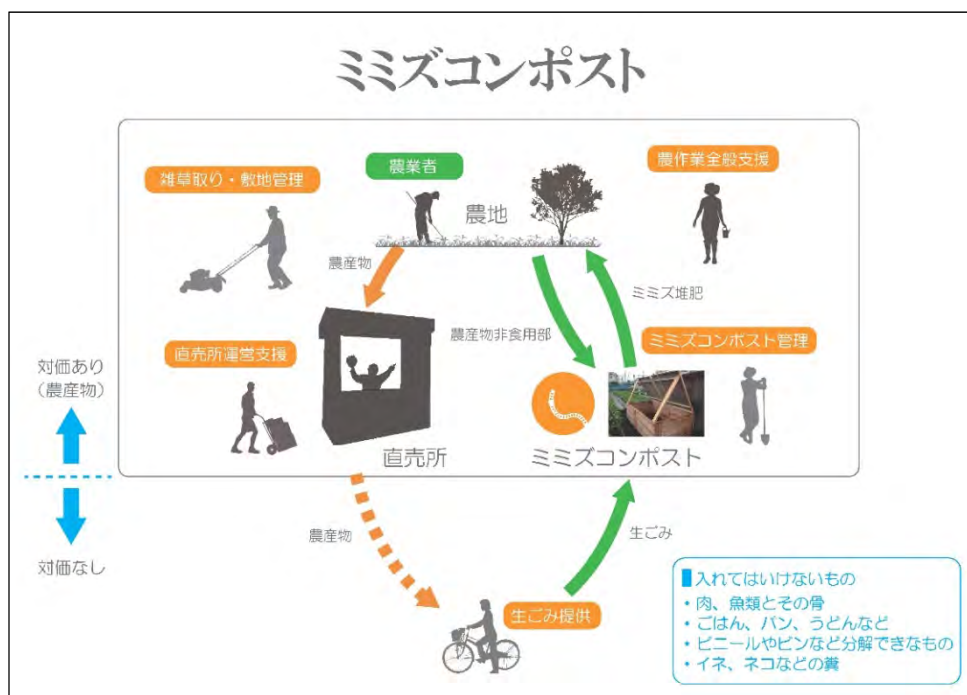 ミミズコンポスト
雑草取り・敷地管理
農業者
農作業全般支援
農地
農産物
ミミズ堆肥
農産物非食用部
直売所運営支援
ミミズコンポスト管理
対価あり
（農産物）
直売所
ミミズコンポスト
農産物
生ごみ
対価なし
生ごみ提供
入れてはいけないもの
・肉、魚類とその骨
・ごはん、パン、うどんなど
・ビニールやビンなど分解できなもの
・イネ、ネコなどの糞